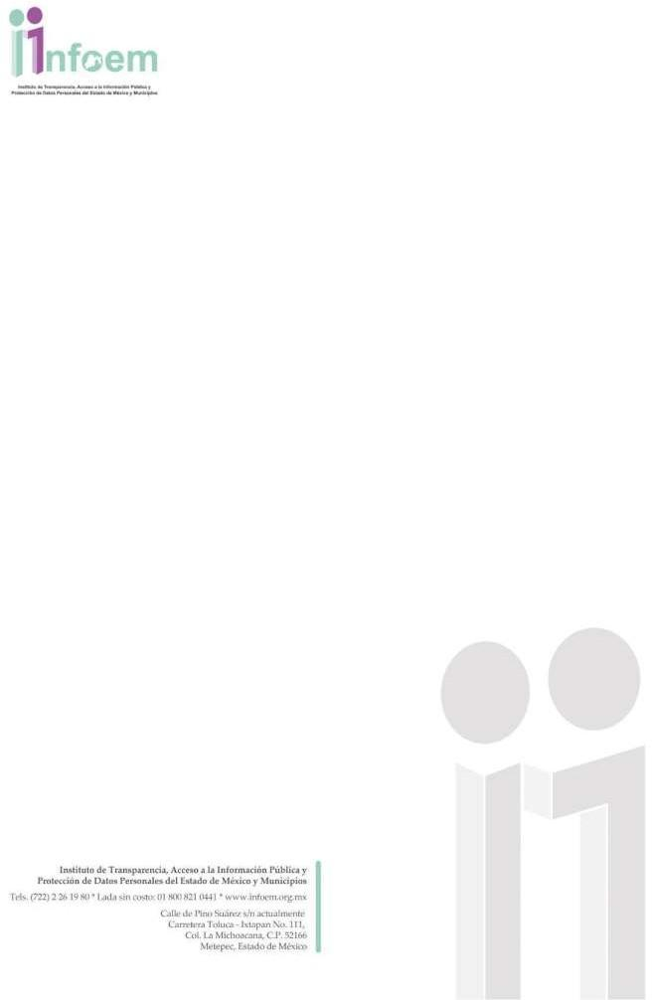 infoem
Instituto de Transparencia, Acceso a la Información Pública y
Protección de Datos Personales del Estado de México y Municipios
Instituto de Transparencia, Acceso a la Información Pública y
Protección de Datos Personales del Estado de México y Municipios
Tels. (722) 2 26 19 80 * Lada sin costo: 01 800 821 0441 * www.infoem.org.mx
Calle de Pino Suárez s/n actualmente
Carretera Toluca - Ixtapan No. 111,
Col. La Michoacana, C.P. 52166
Metepec, Estado de México